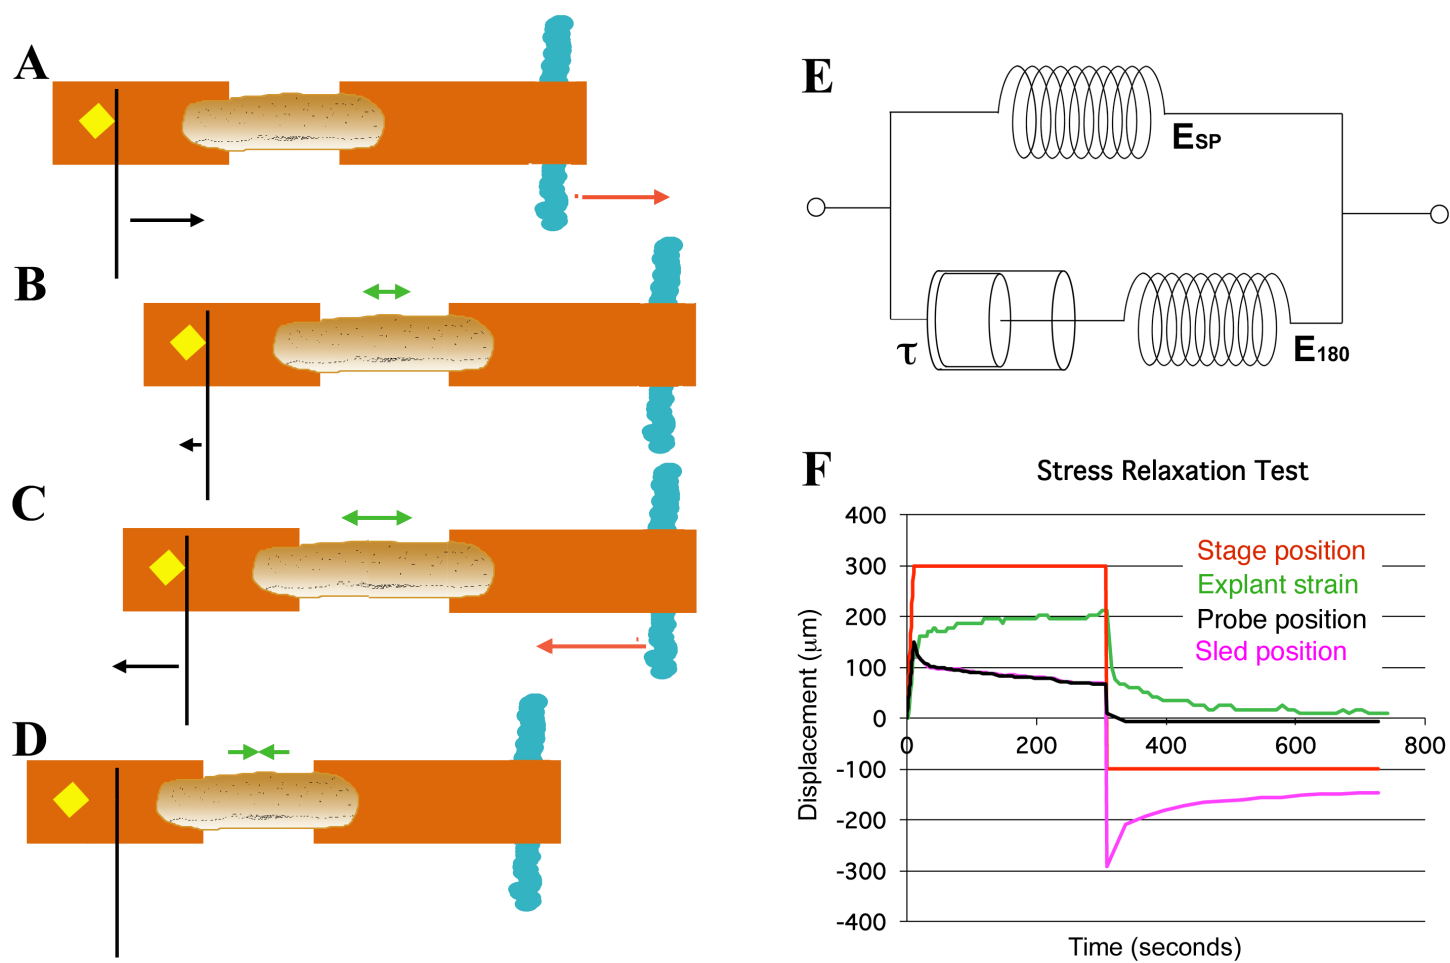 A
B
C
D
E
ESP
τ
E180
F
Stress Relaxation Test
Stage position
Explant strain
Probe position
Sled position
400
300
200
100
0
-100
-200
-300
-400
0
200
400
600
800
Displacement (μm)
Time (seconds)